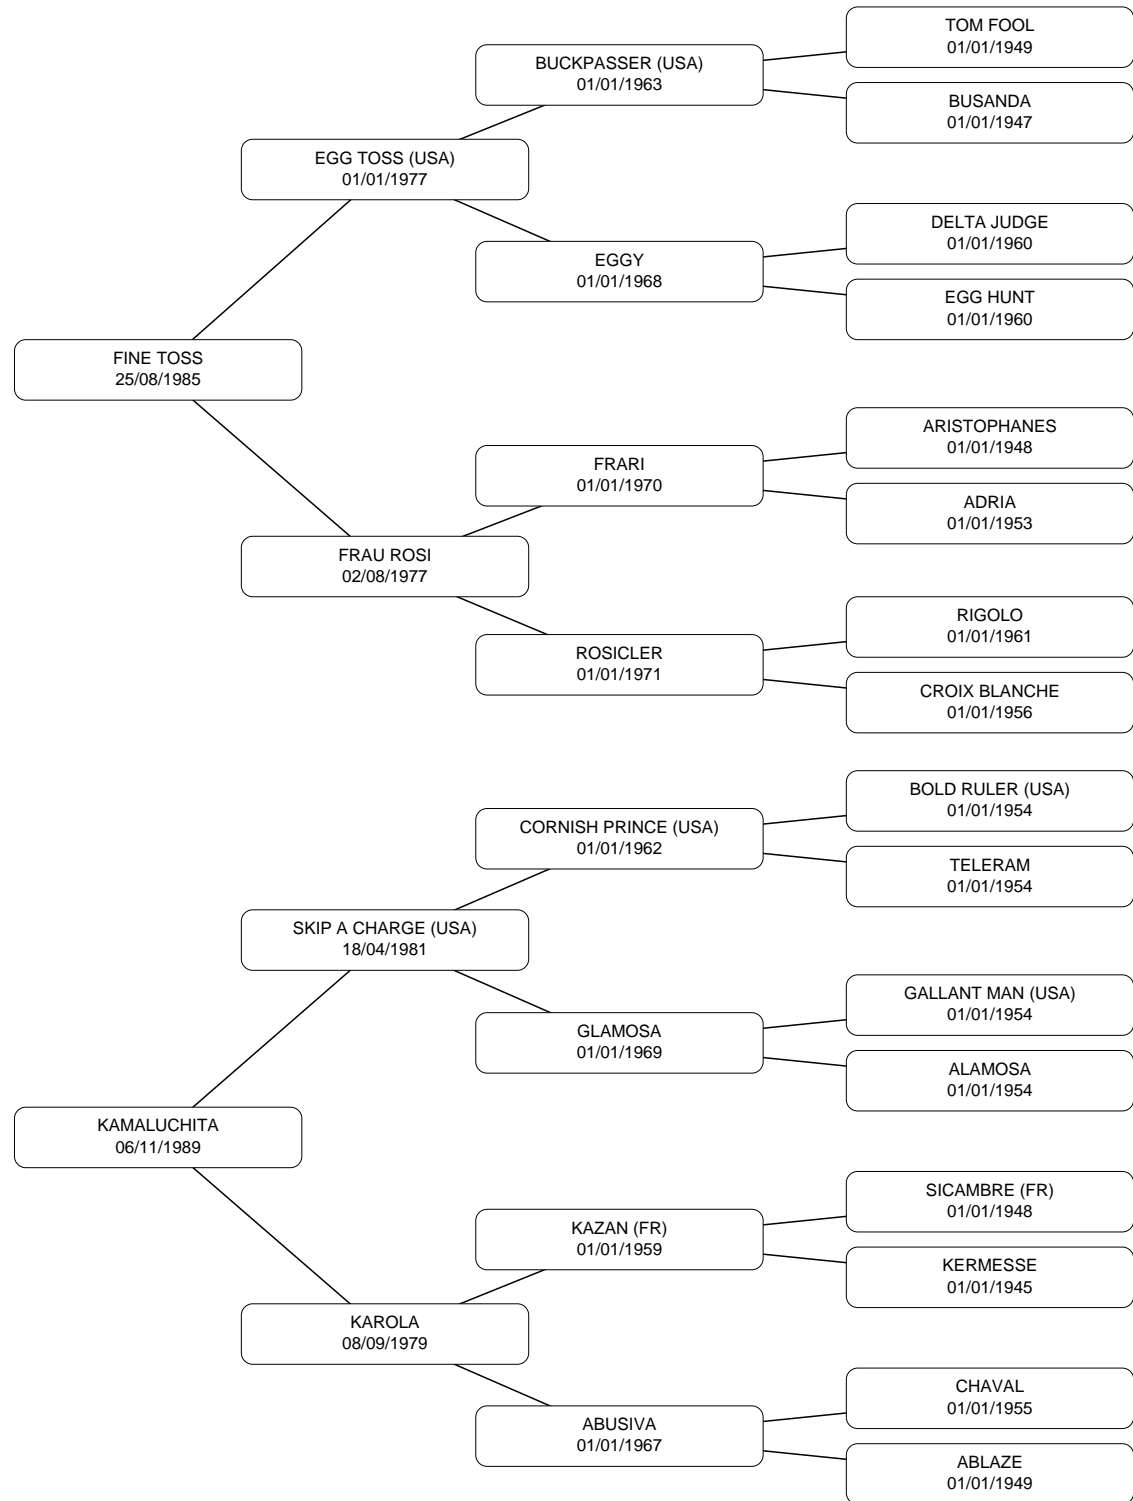 TOM FOOL
01/01/1949
BUCKPASSER (USA)
01/01/1963
BUSANDA
01/01/1947
EGG TOSS (USA)
01/01/1977
DELTA JUDGE
01/01/1960
EGGY
01/01/1968
EGG HUNT
01/01/1960
FINE TOSS
25/08/1985
ARISTOPHANES
01/01/1948
FRARI
01/01/1970
ADRIA
01/01/1953
FRAU ROSI
02/08/1977
RIGOLO
01/01/1961
ROSICLER
01/01/1971
CROIX BLANCHE
01/01/1956
BOLD RULER (USA)
01/01/1954
CORNISH PRINCE (USA)
01/01/1962
TELERAM
01/01/1954
SKIP A CHARGE (USA)
18/04/1981
GALLANT MAN (USA)
01/01/1954
GLAMOSA
01/01/1969
ALAMOSA
01/01/1954
KAMALUCHITA
06/11/1989
SICAMBRE (FR)
01/01/1948
KAZAN (FR)
01/01/1959
KERMESSE
01/01/1945
KAROLA
08/09/1979
CHAVAL
01/01/1955
ABUSIVA
01/01/1967
ABLAZE
01/01/1949